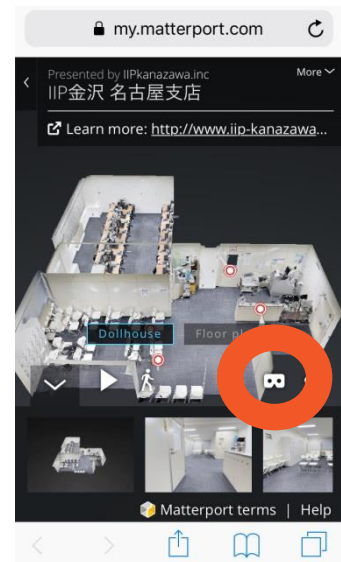 my.matterport.com
Presented by IIPkanazawa.inc
More
IIP金沢 名古屋支店
Learn more: http://www.iip-kanazawa...
Dollhouse
Floor pl
Matterport terms | Help